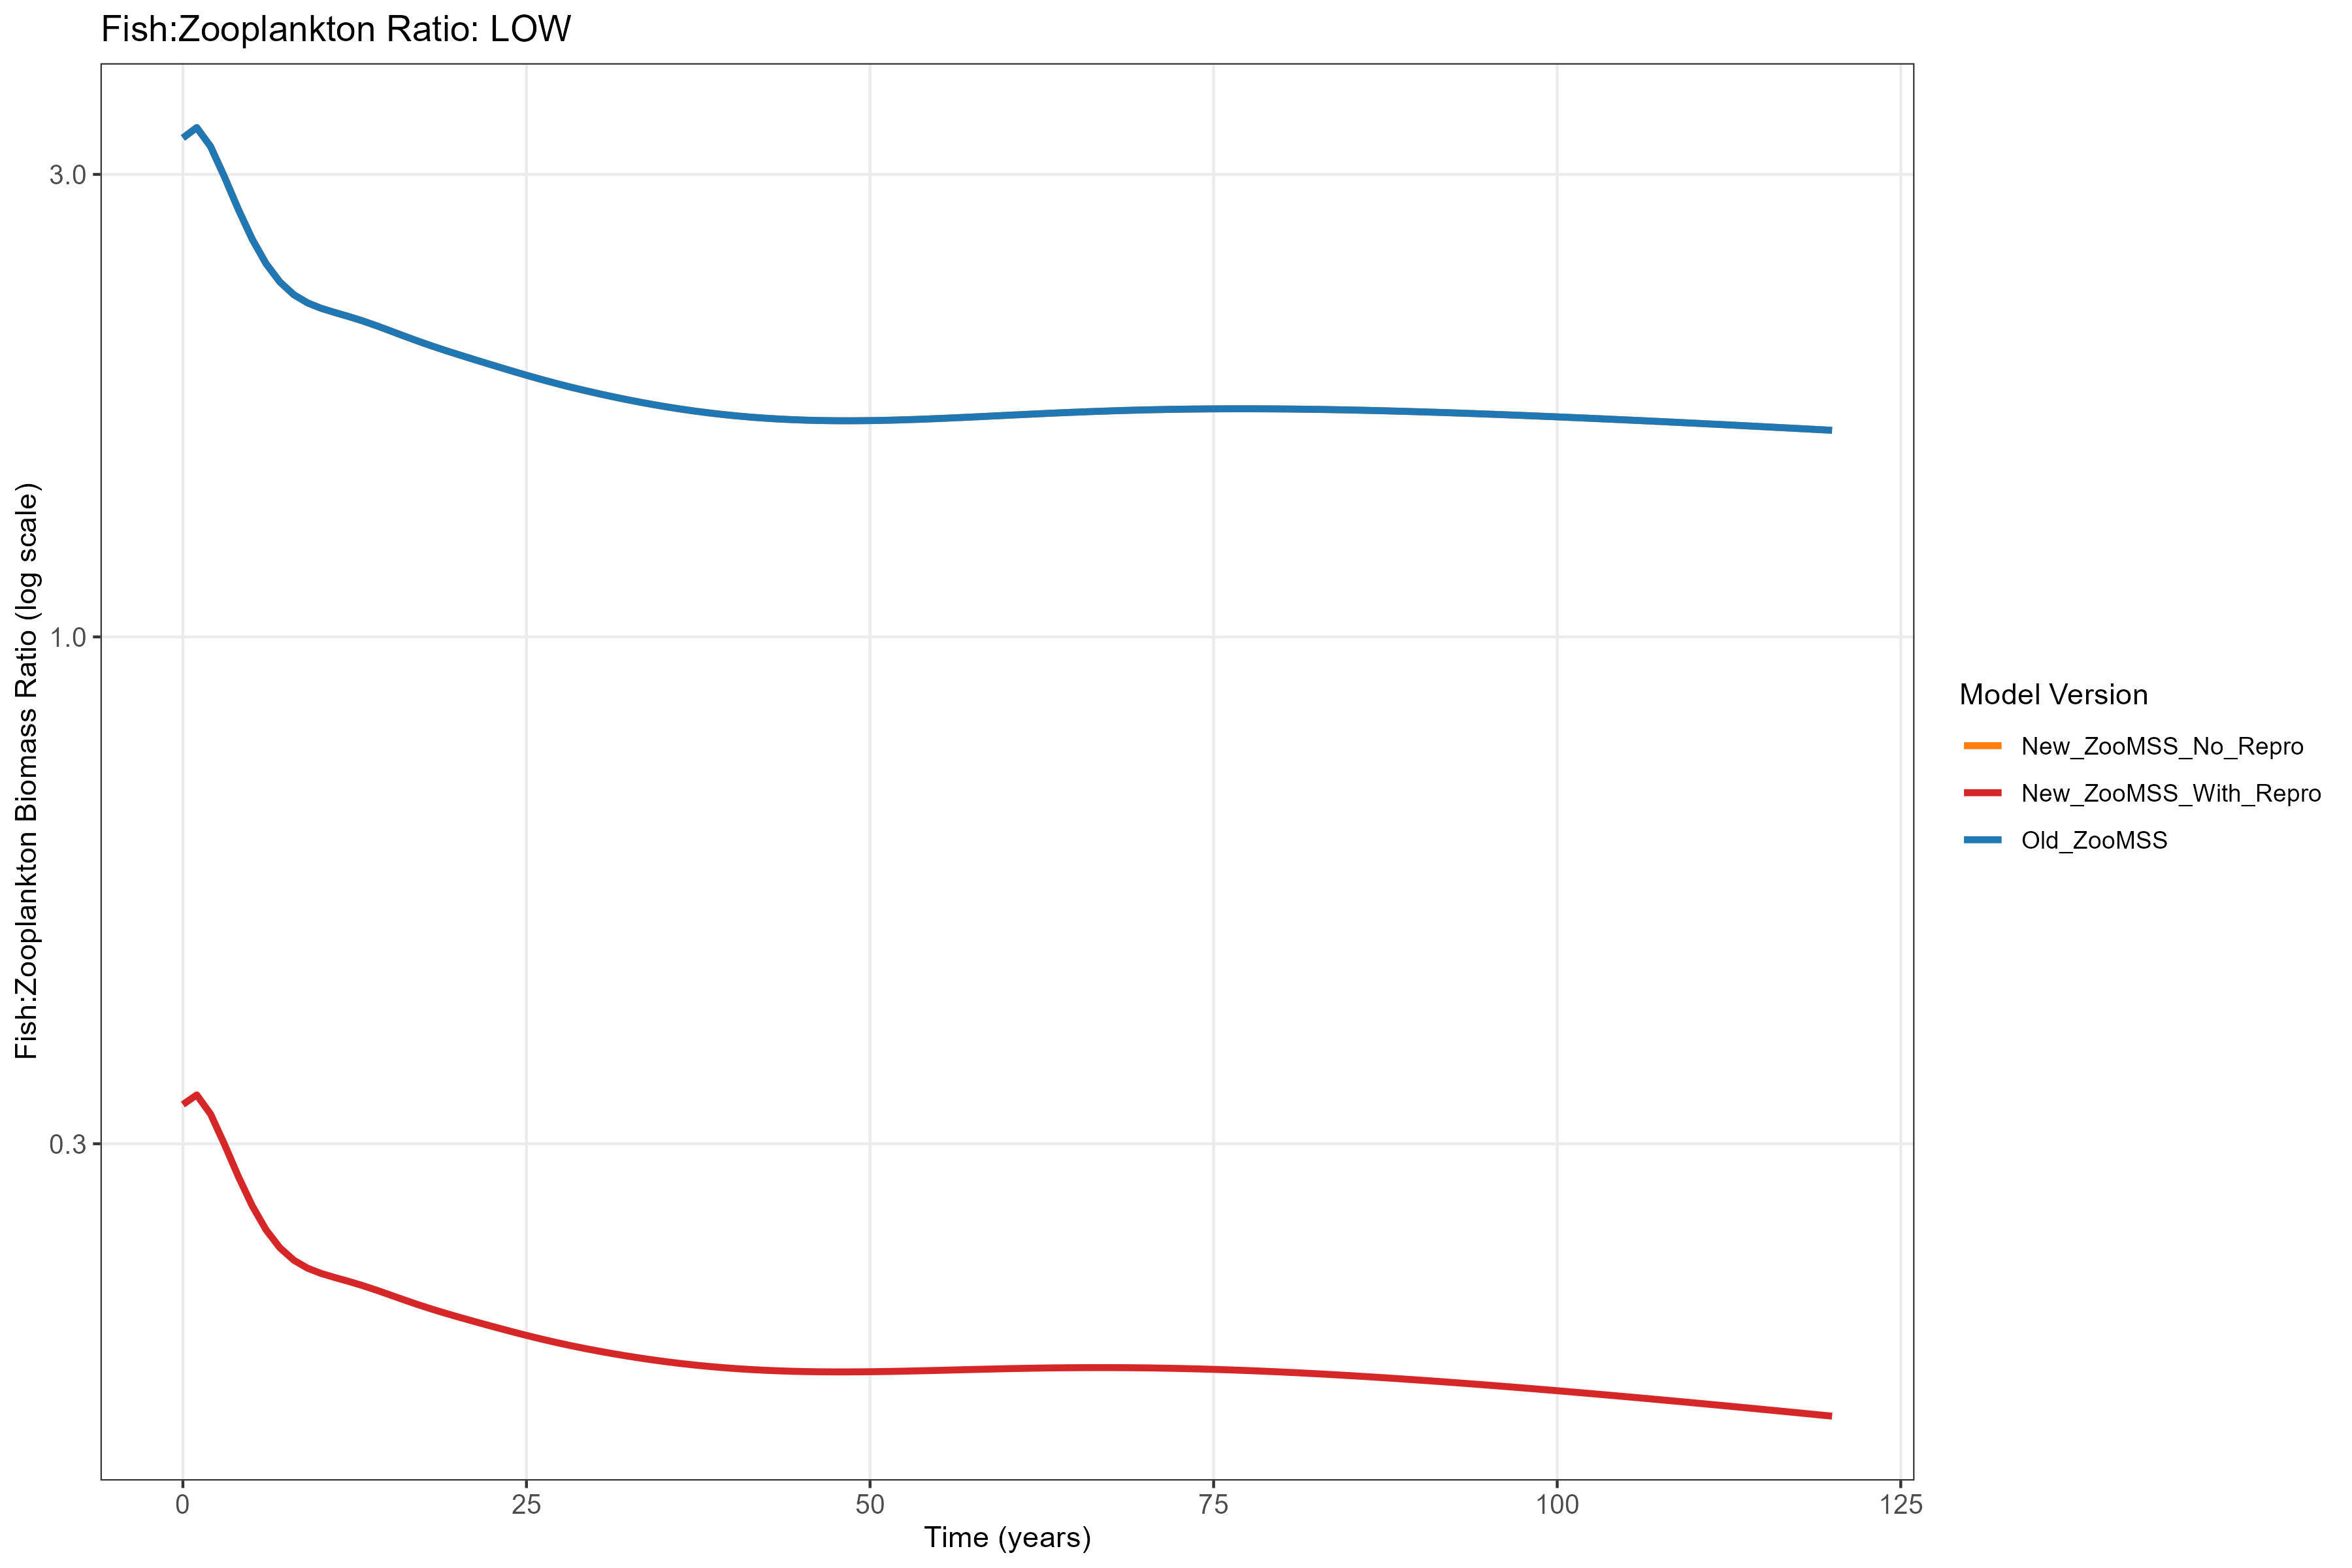 Fish:Zooplankton Ratio: LOW
Fish:Zooplankton Biomass Ratio (log scale)
3.0
1.0
0.3
0
25
50
75
100
125
Time (years)
Model Version
New_ZooMSS_No_Repro
New_ZooMSS_With_Repro
Old_ZooMSS